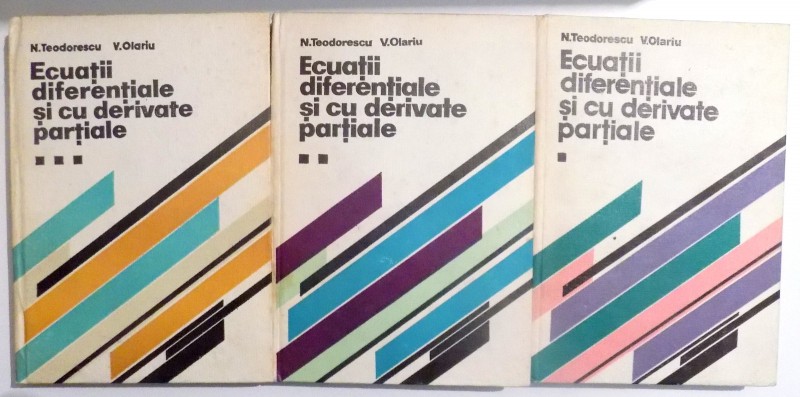 N.Teodorescu V.Olariu
Ecuații
diferențiale
și cu derivate
parțiale
N.Teodorescu V.Olariu
Ecuații
diferențiale
și cu derivate
parțiale
N.Teodorescu V.Olariu
Ecuații
diferențiale
și cu derivate
parțiale